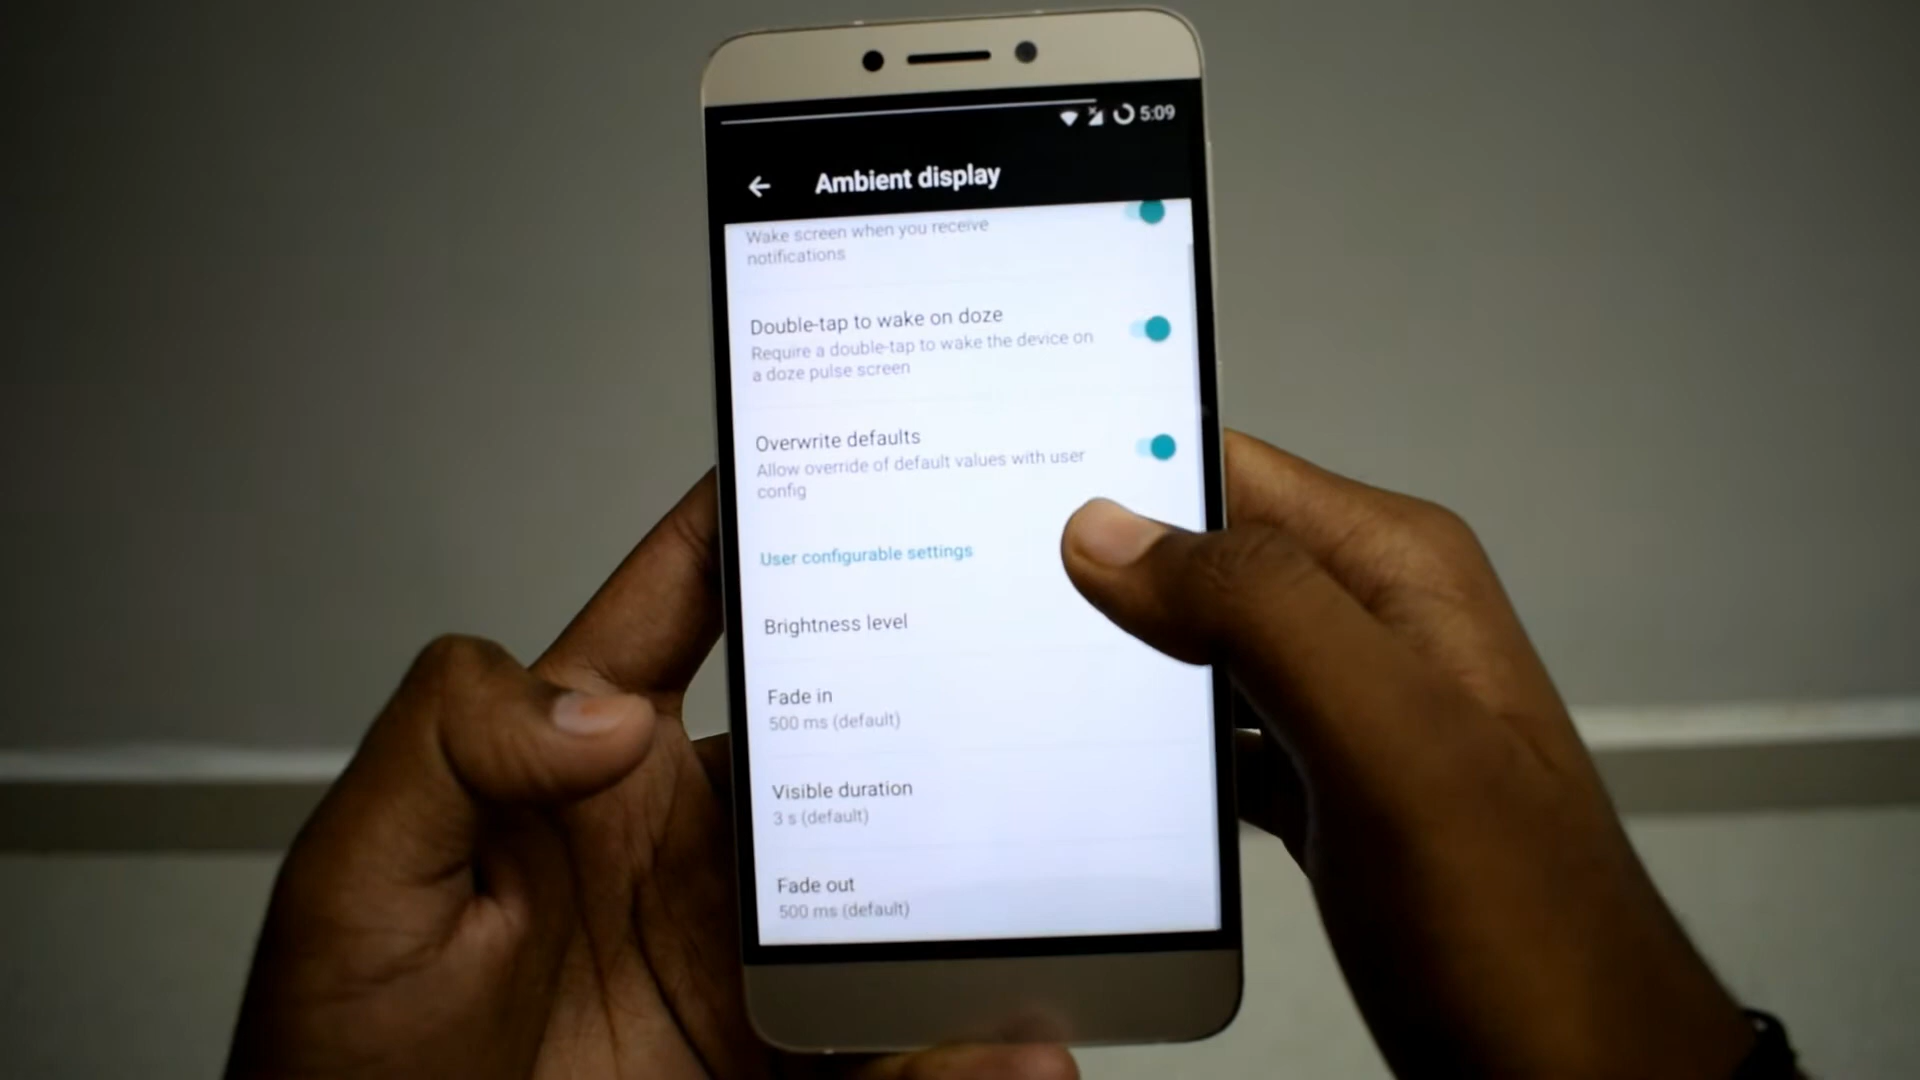 5:09
Ambient display
Wake screen when you receive
notifications
Double-tap to wake on doze
Require a double-tap to wake the device on
a doze pulse screen
Overwrite defaults
Allow override of default values with user
config
User configurable settings
Brightness level
Fade in
500 ms (default)
Visible duration
3 s (default)
Fade out
500 ms (default)